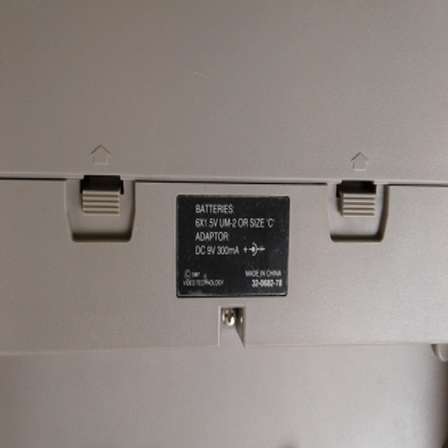 BATTERIES:
6X1.5V UM-2 OR SIZE 'C'
ADAPTOR:
DC 9V 300mA
MADE IN CHINA
VIDEO TECHNOLOGY 32-0682-78